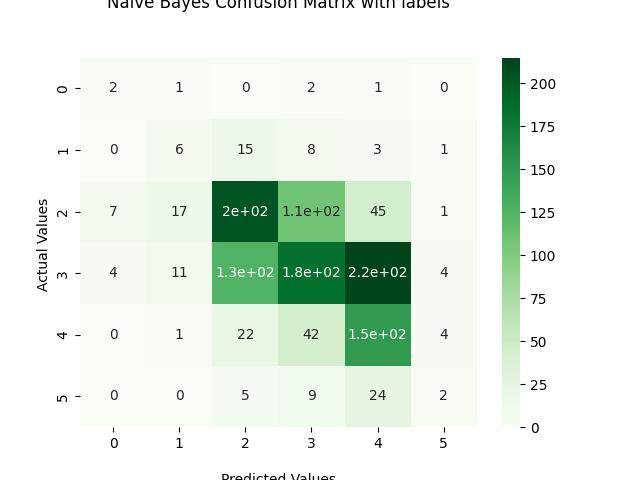 Naive Bayes Confusion Matrix with labels
0 2 1 0 2 1 0
1 0 6 15 8 3 1
2 7 17 2e+02 1.1e+02 45 1
3 4 11 1.3e+02 1.8e+02 2.2e+02 4
4 0 1 22 42 1.5e+02 4
5 0 0 5 9 24 2
0 1 2 3 4 5
Actual Values
Predicted Values
200
175
150
125
100
75
50
25
0